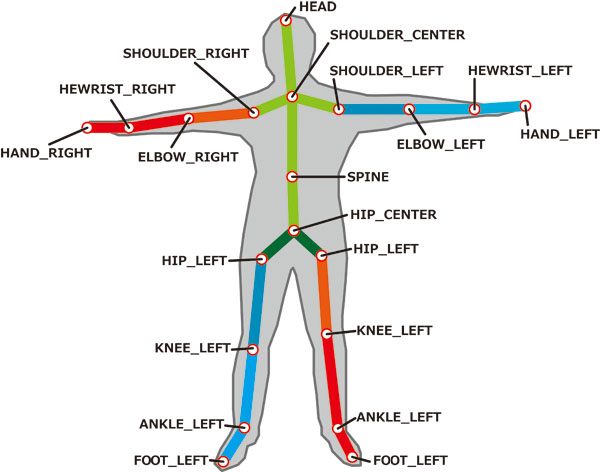 HEAD
SHOULDER_CENTER
SHOULDER_RIGHT
SHOULDER_LEFT
HEWRIST_LEFT
HEWRIST_RIGHT
HAND_RIGHT
ELBOW_RIGHT
ELBOW_LEFT
HAND_LEFT
SPINE
HIP_CENTER
HIP_LEFT
HIP_LEFT
KNEE_LEFT
KNEE_LEFT
ANKLE_LEFT
ANKLE_LEFT
FOOT_LEFT
FOOT_LEFT